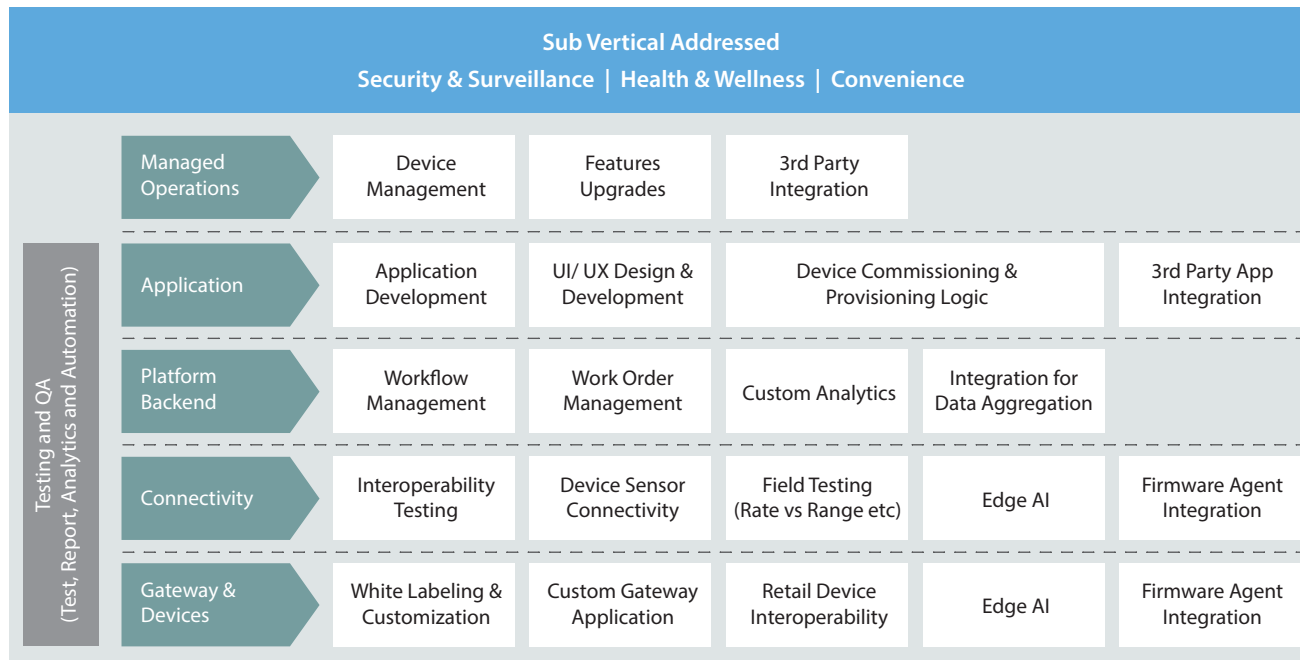 Sub Vertical Addressed
Security & Surveillance | Health & Wellness | Convenience
Managed
Operations
Device
Management
Features
Upgrades
3rd Party
Integration
Testing and QA
(Test, Report, Analytics and Automation)
Application
Application
Development
UI/ UX Design &
Development
Device Commissioning &
Provisioning Logic
3rd Party App
Integration
Platform
Backend
Workflow
Management
Work Order
Management
Custom Analytics
Integration for
Data Aggregation
Connectivity
Interoperability
Testing
Device Sensor
Connectivity
Field Testing
(Rate vs Range etc)
Edge AI
Firmware Agent
Integration
Gateway &
Devices
White Labeling &
Customization
Custom Gateway
Application
Retail Device
Interoperability
Edge AI
Firmware Agent
Integration